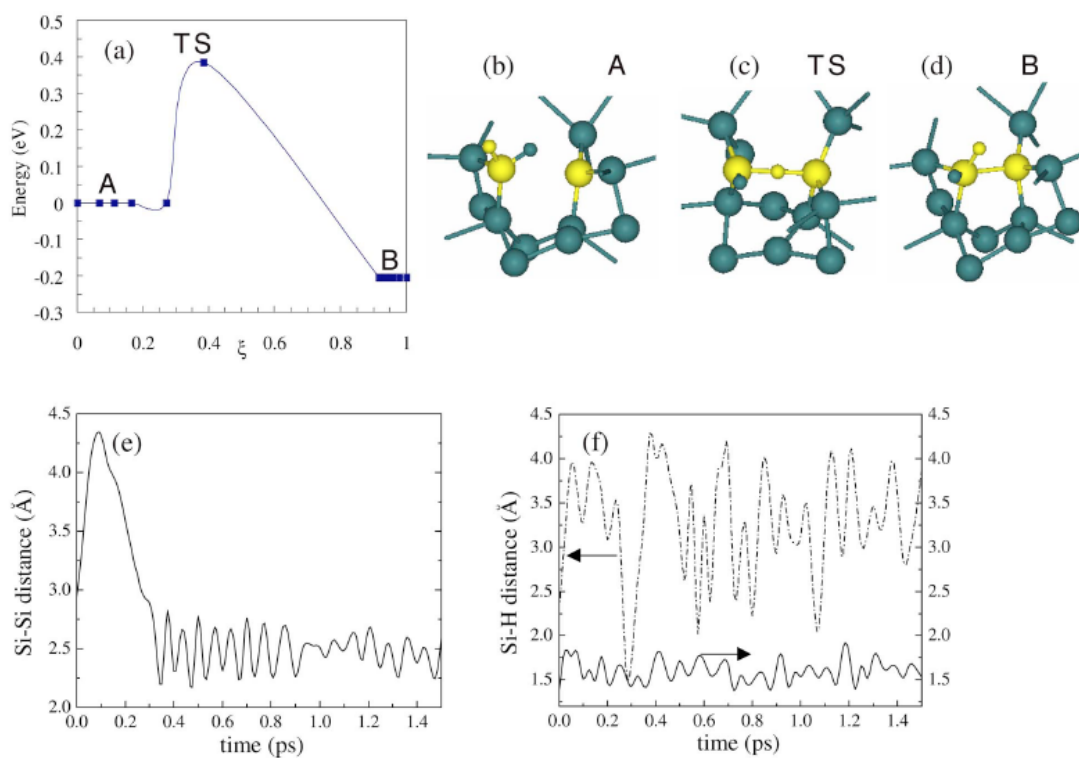 (a)
TS
A
B
Energy (eV)
0.5
0.4
0.3
0.2
0.1
0
-0.1
-0.2
-0.3
0 0.2 0.4 0.6 0.8 1
ξ
(b) A
(c) TS
(d) B
(e)
Si-Si distance (Å)
4.5
4.0
3.5
3.0
2.5
2.0
0.0 0.2 0.4 0.6 0.8 1.0 1.2 1.4
time (ps)
(f)
Si-H distance (Å)
4.5 4.5
4.0 4.0
3.5 3.5
3.0 3.0
2.5 2.5
2.0 2.0
1.5 1.5
0.0 0.2 0.4 0.6 0.8 1.0 1.2 1.4
time (ps)